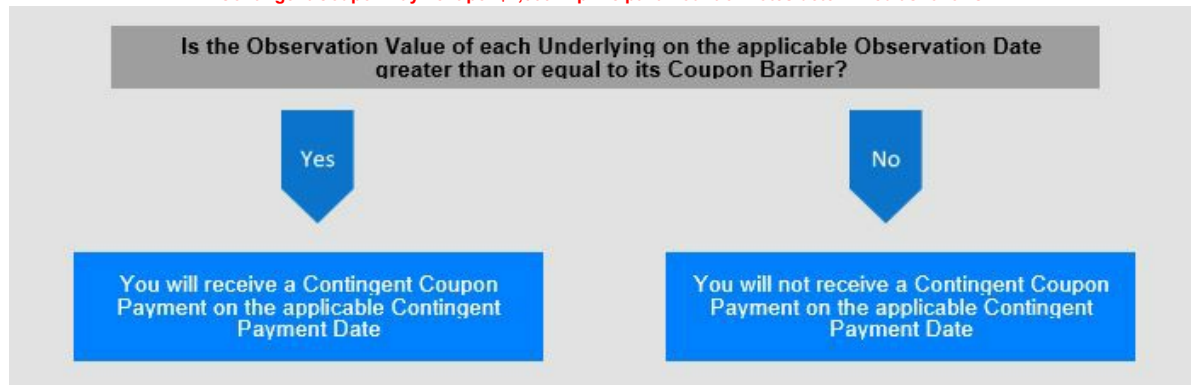 Is the Observation Value of each Underlying on the applicable Observation Date
greater than or equal to its Coupon Barrier?
Yes
No
You will receive a Contingent Coupon
Payment on the applicable Contingent
Payment Date
You will not receive a Contingent Coupon
Payment on the applicable Contingent
Payment Date